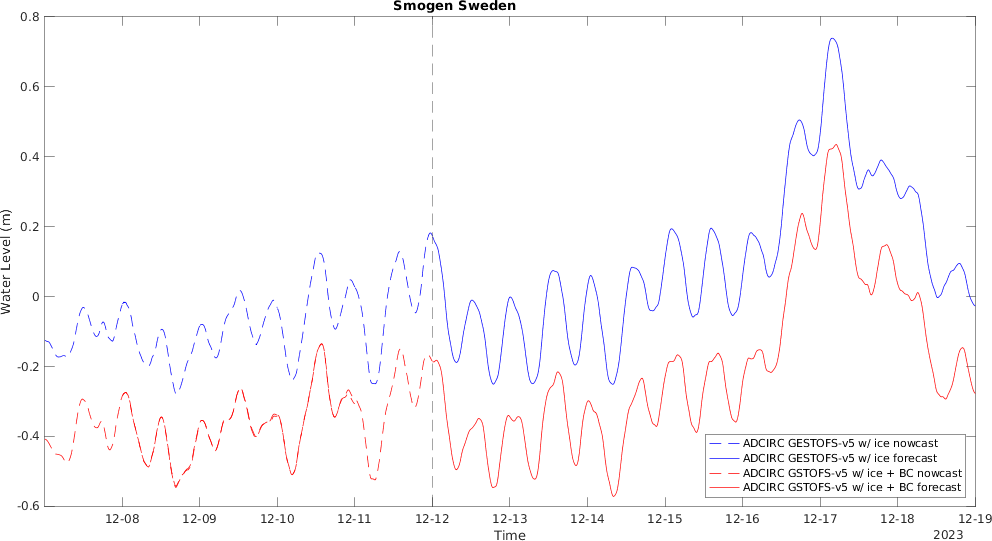 Smogen Sweden
0.8
0.6
0.4
0.2
0
-0.2
-0.4
-0.6
Water Level (m)
ADCIRC GESTOFS-v5 w/ ice nowcast
ADCIRC GESTOFS-v5 w/ ice forecast
ADCIRC GSTOFS-v5 w/ ice + BC nowcast
ADCIRC GSTOFS-v5 w/ ice + BC forecast
12-08 12-09 12-10 12-11 12-12 12-13 12-14 12-15 12-16 12-17 12-18 12-19
Time
2023